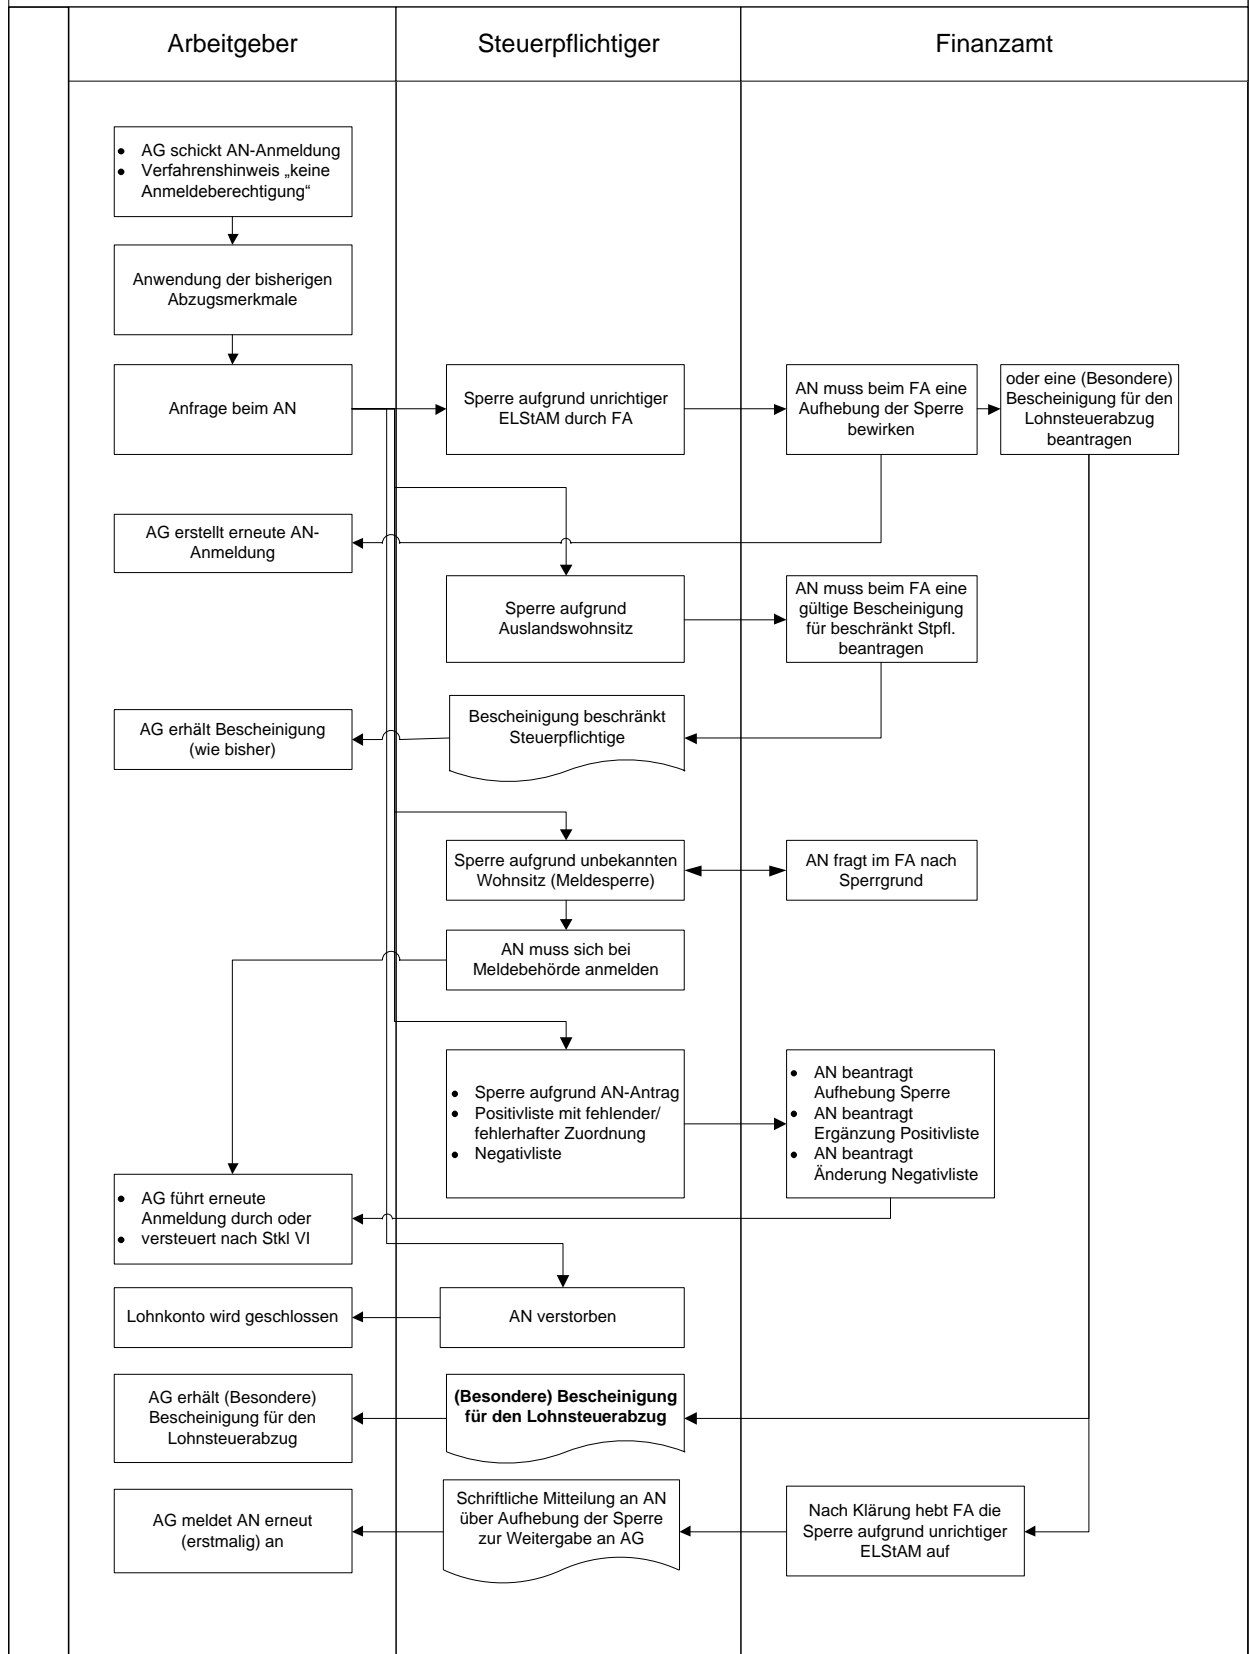 Arbeitgeber
Steuerpflichtiger
Finanzamt
• AG schickt AN-Anmeldung
• Verfahrenshinweis „keine
Anmeldeberechtigung“
Anwendung der bisherigen
Abzugsmerkmale
Anfrage beim AN
Sperre aufgrund unrichtiger
ELStAM durch FA
AN muss beim FA eine
Aufhebung der Sperre
bewirken
oder eine (Besondere)
Bescheinigung für den
Lohnsteuerabzug
beantragen
AG erstellt erneute AN-
Anmeldung
Sperre aufgrund
Auslandswohnsitz
AN muss beim FA eine
gültige Bescheinigung
für beschränkt Stpfl.
beantragen
AG erhält Bescheinigung
(wie bisher)
Bescheinigung beschränkt
Steuerpflichtige
Sperre aufgrund unbekannten
Wohnsitz (Meldesperre)
AN fragt im FA nach
Sperrgrund
AN muss sich bei
Meldebehörde anmelden
• Sperre aufgrund AN-Antrag
• Positivliste mit fehlender/
fehlerhafter Zuordnung
• Negativliste
• AN beantragt
Aufhebung Sperre
• AN beantragt
Ergänzung Positivliste
• AN beantragt
Änderung Negativliste
• AG führt erneute
Anmeldung durch oder
• versteuert nach Stkl VI
Lohnkonto wird geschlossen
AN verstorben
AG erhält (Besondere)
Bescheinigung für den
Lohnsteuerabzug
(Besondere) Bescheinigung
für den Lohnsteuerabzug
AG meldet AN erneut
(erstmalig) an
Schriftliche Mitteilung an AN
über Aufhebung der Sperre
zur Weitergabe an AG
Nach Klärung hebt FA die
Sperre aufgrund unrichtiger
ELStAM auf